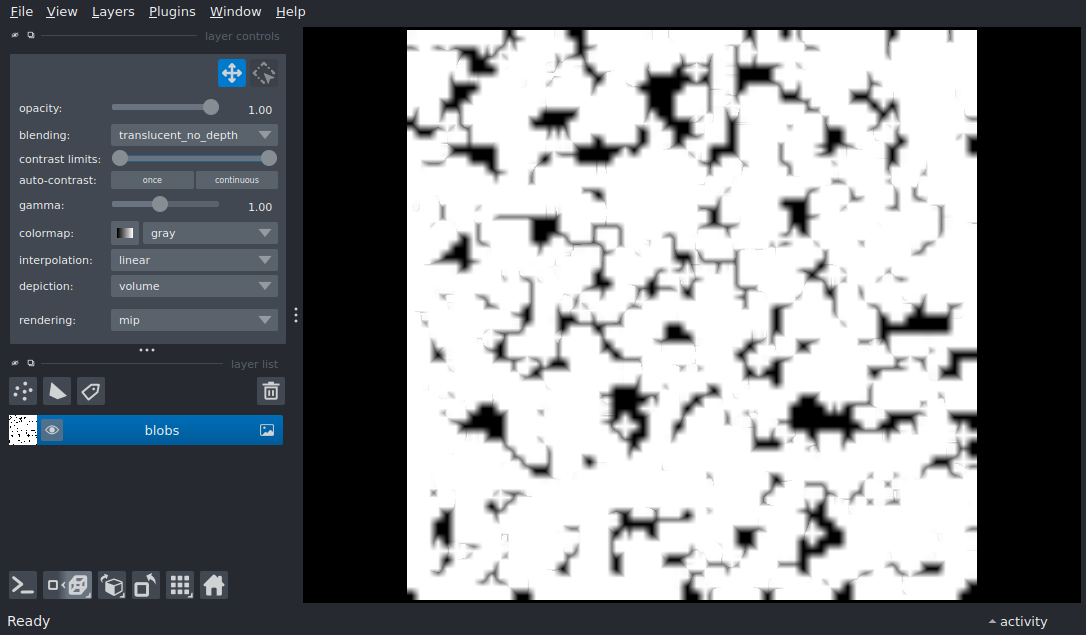 File View Layers Plugins Window Help
layer controls
opacity: 1.00
blending: translucent_no_depth
contrast limits:
auto-contrast: once continuous
gamma: 1.00
colormap: gray
interpolation: linear
depiction: volume
rendering: mip
layer list
blobs
Ready activity